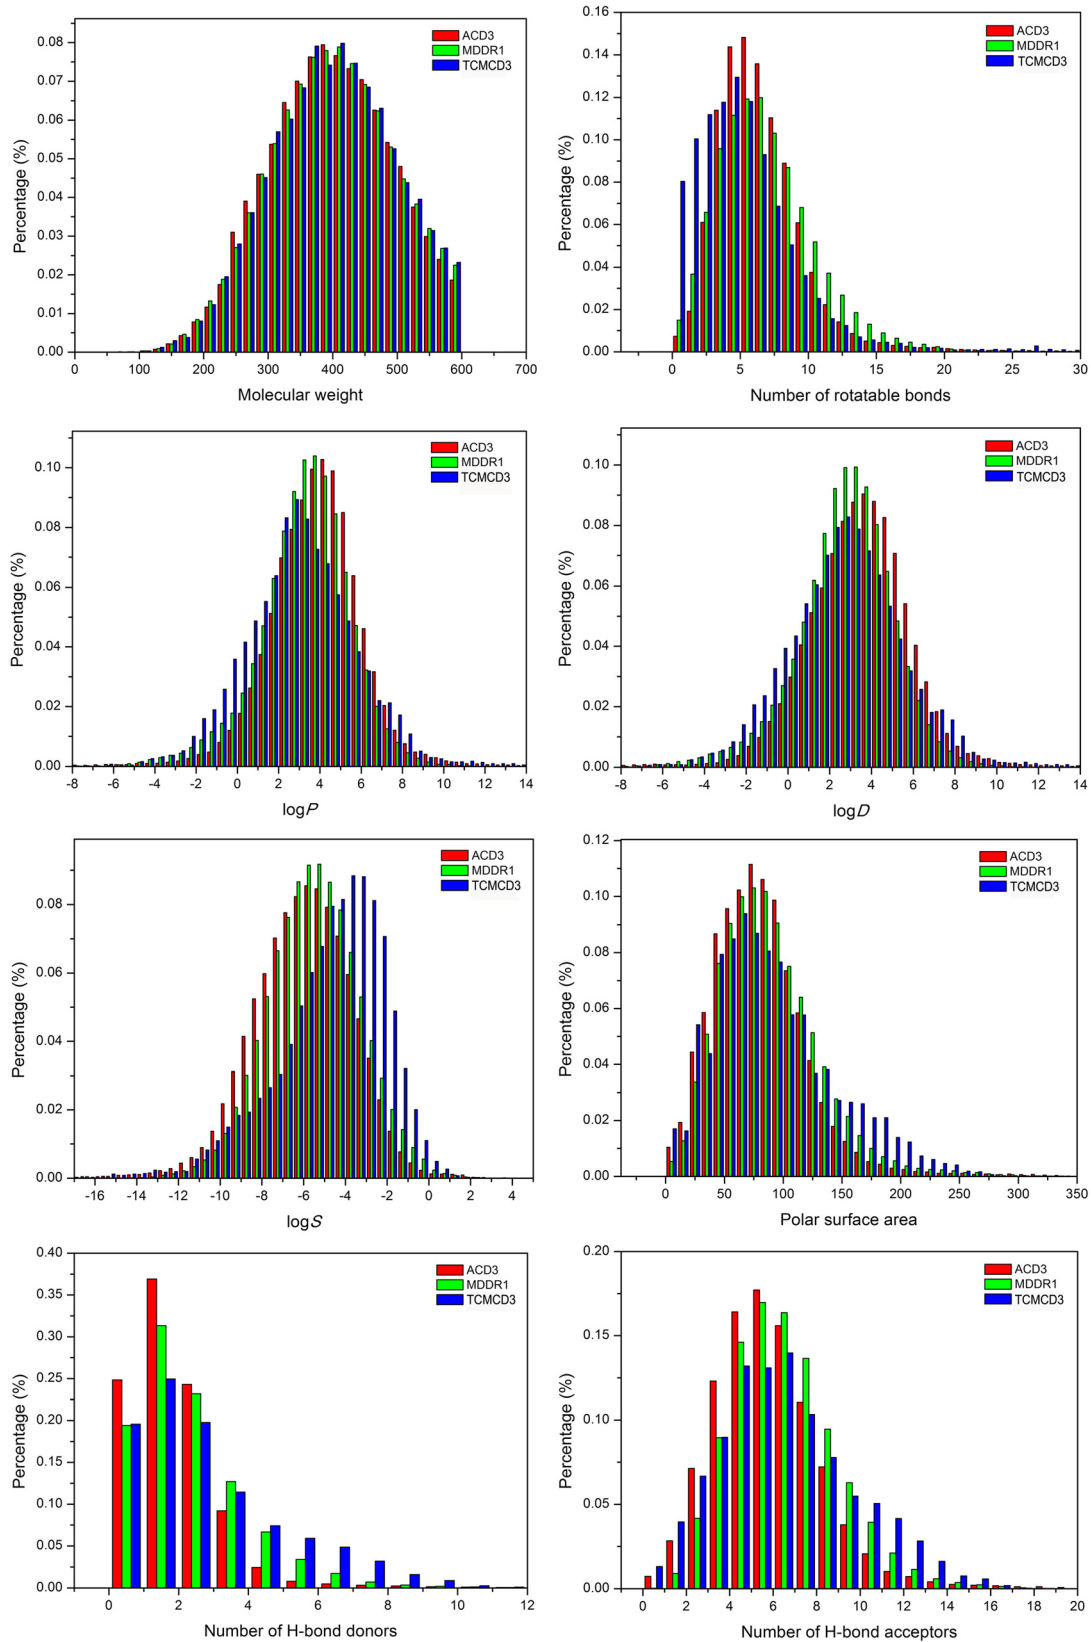 ACD3
MDDR1
TCMCD3
Percentage (%)
0.08
0.07
0.06
0.05
0.04
0.03
0.02
0.01
0.00
0 100 200 300 400 500 600 700
Molecular weight
ACD3
MDDR1
TCMCD3
Percentage (%)
0.16
0.14
0.12
0.10
0.08
0.06
0.04
0.02
0.00
0 5 10 15 20 25 30
Number of rotatable bonds
ACD3
MDDR1
TCMCD3
Percentage (%)
0.10
0.08
0.06
0.04
0.02
0.00
-8 -6 -4 -2 0 2 4 6 8 10 12 14
logP
ACD3
MDDR1
TCMCD3
Percentage (%)
0.10
0.08
0.06
0.04
0.02
0.00
-8 -6 -4 -2 0 2 4 6 8 10 12 14
logD
ACD3
MDDR1
TCMCD3
Percentage (%)
0.08
0.06
0.04
0.02
0.00
-16 -14 -12 -10 -8 -6 -4 -2 0 2 4
logS
ACD3
MDDR1
TCMCD3
Percentage (%)
0.12
0.10
0.08
0.06
0.04
0.02
0.00
0 50 100 150 200 250 300 350
Polar surface area
ACD3
MDDR1
TCMCD3
Percentage (%)
0.40
0.35
0.30
0.25
0.20
0.15
0.10
0.05
0.00
0 2 4 6 8 10 12
Number of H-bond donors
ACD3
MDDR1
TCMCD3
Percentage (%)
0.20
0.15
0.10
0.05
0.00
0 2 4 6 8 10 12 14 16 18 20
Number of H-bond acceptors